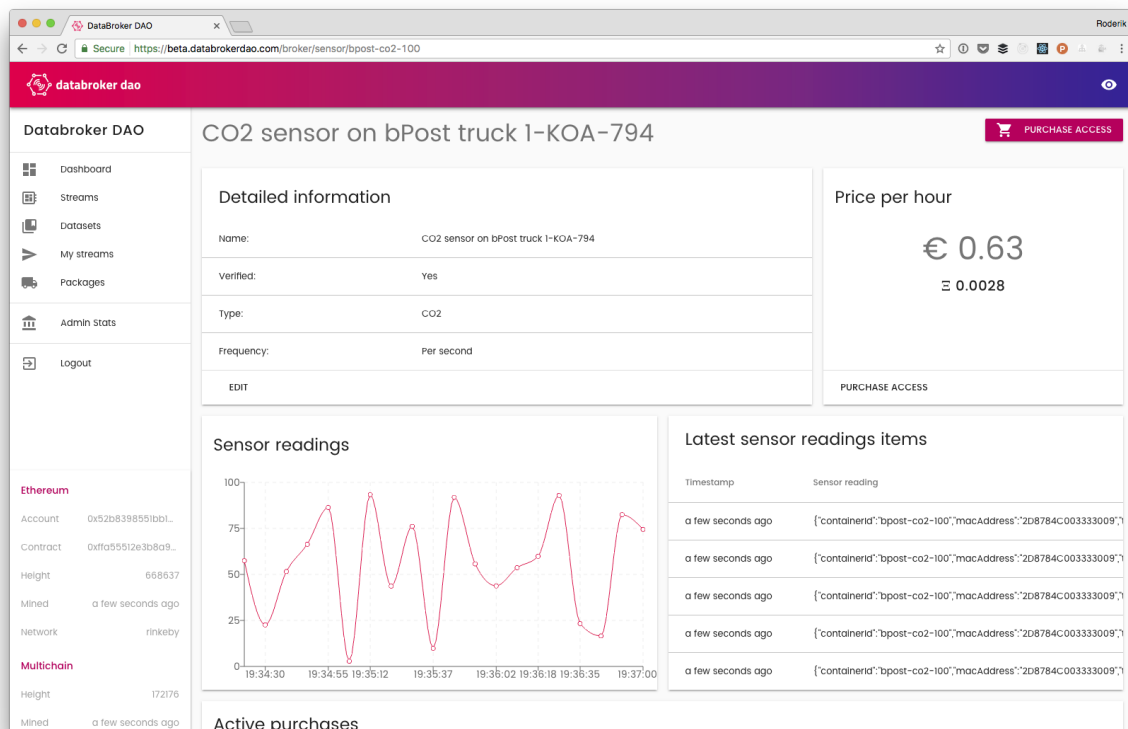 DataBroker DAO
Roderik
Secure https://beta.databrokerdao.com/broker/sensor/bpost-co2-100
databroker dao
Databroker DAO
Dashboard
Streams
Datasets
My streams
Packages
Admin Stats
Logout
Ethereum
Account 0x52b8398551bb1...
Contract 0xffa55512e3b8a9...
Height 668637
Mined a few seconds ago
Network rinkeby
Multichain
Height 172176
Mined a few seconds ago
CO2 sensor on bPost truck 1-KOA-794
PURCHASE ACCESS
Detailed information
Name: CO2 sensor on bPost truck 1-KOA-794
Verified: Yes
Type: CO2
Frequency: Per second
EDIT
Price per hour
€ 0.63
Ξ 0.0028
PURCHASE ACCESS
Sensor readings
100
75
50
25
0
19:34:30 19:34:55 19:35:12 19:35:37 19:36:02 19:36:18 19:36:35 19:37:00
Latest sensor readings items
Timestamp Sensor reading
a few seconds ago {"containerId":"bpost-co2-100","macAddress":"2D8784C003333009","t
a few seconds ago {"containerId":"bpost-co2-100","macAddress":"2D8784C003333009","t
a few seconds ago {"containerId":"bpost-co2-100","macAddress":"2D8784C003333009","t
a few seconds ago {"containerId":"bpost-co2-100","macAddress":"2D8784C003333009","t
a few seconds ago {"containerId":"bpost-co2-100","macAddress":"2D8784C003333009","t
Active purchases